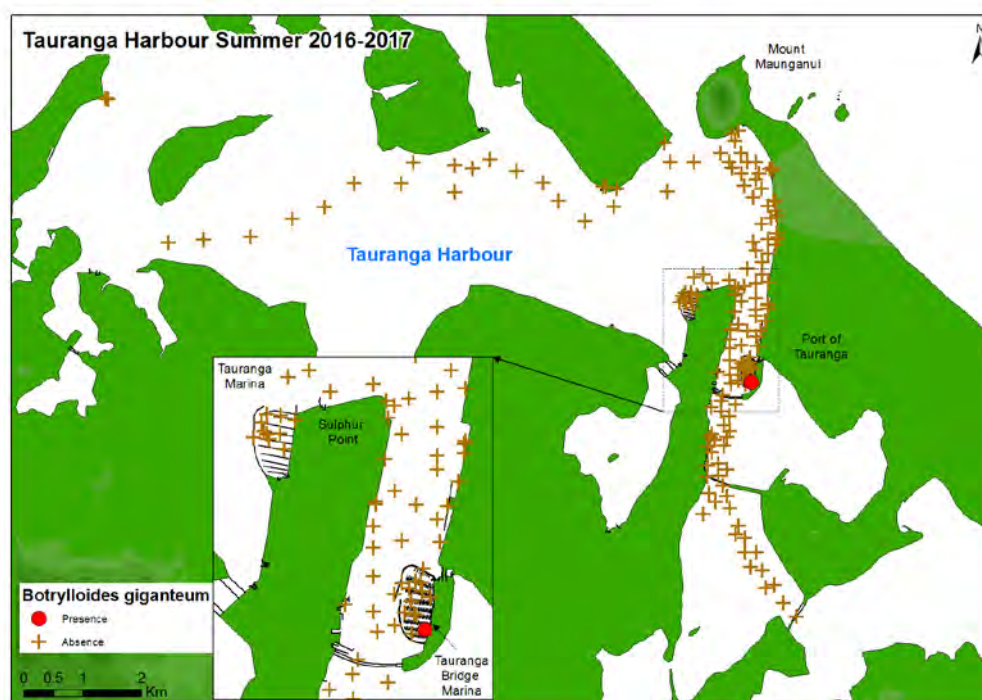 Tauranga Harbour Summer 2016-2017
N
Mount
Maunganui
Tauranga Harbour
Port of
Tauranga
Tauranga
Marina
Sulphur
Point
Botrylloides giganteum
Presence
Absence
Tauranga
Bridge
Marina
0 0.5 1 2
Km